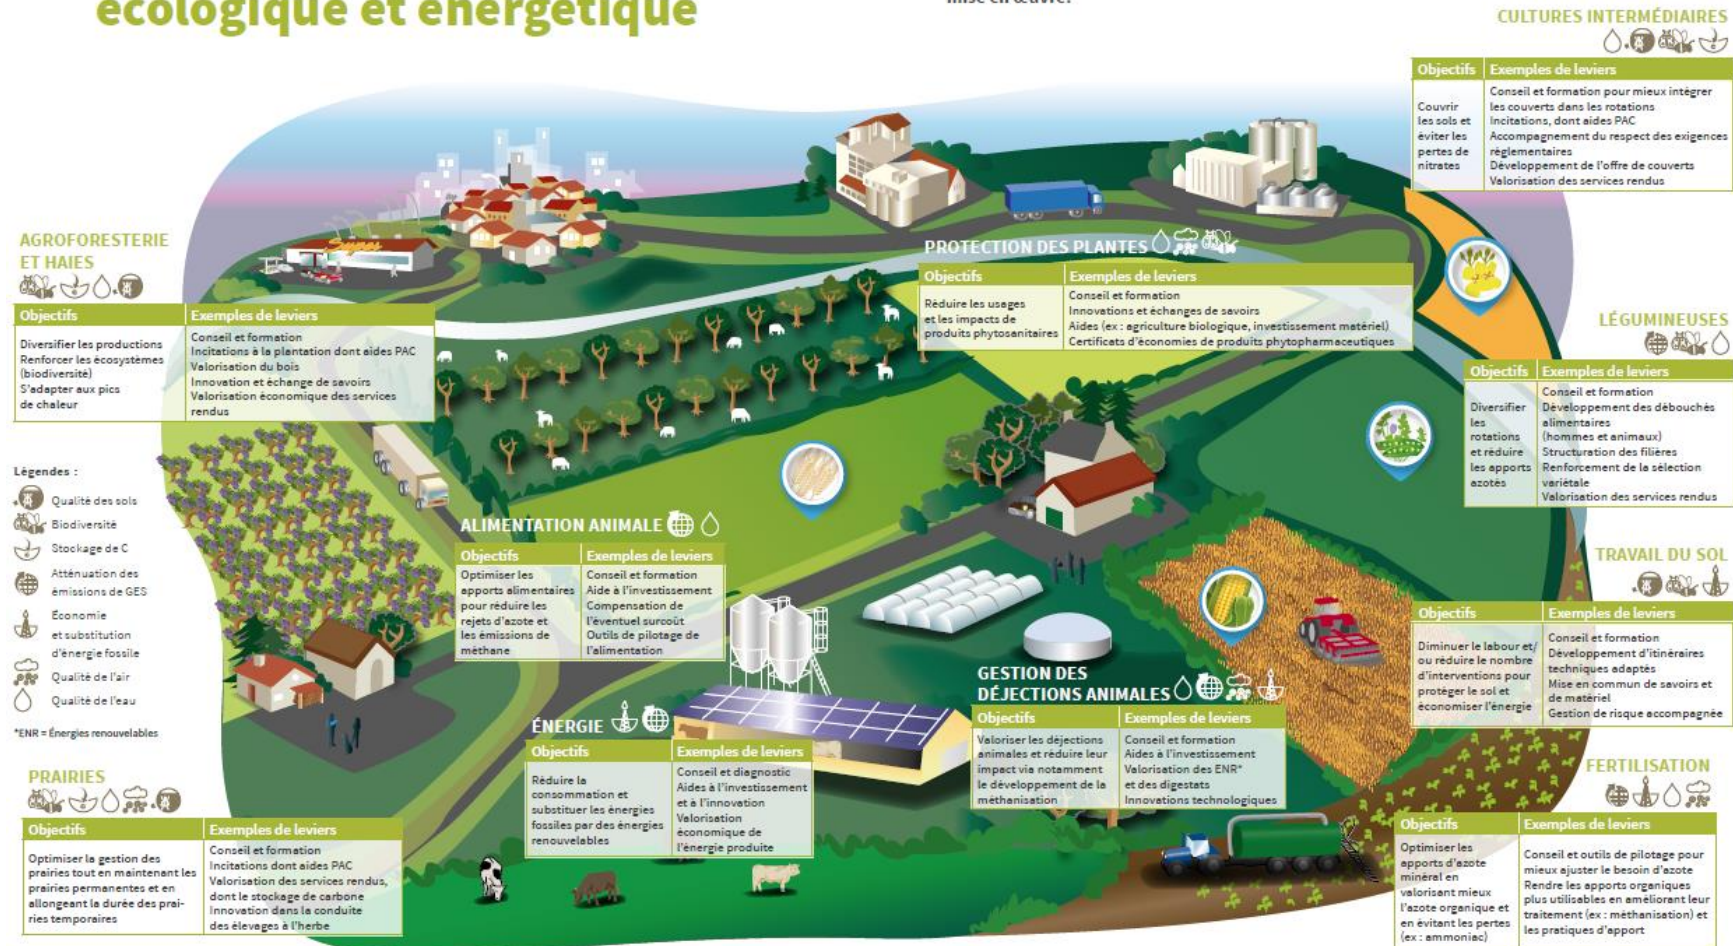 écologique et énergétique
mise en œuvre.
CULTURES INTERMÉDIAIRES
Objectifs
Exemples de leviers
Couvrir
les sols et
éviter les
pertes de
nitrates
Conseil et formation pour mieux intégrer
les couverts dans les rotations
Incitations, dont aides PAC
Accompagnement du respect des exigences
réglementaires
Développement de l'offre de couverts
Valorisation des services rendus
AGROFORESTERIE
ET HAIES
Objectifs
Exemples de leviers
Diversifier les productions
Renforcer les écosystèmes
(biodiversité)
S'adapter aux pics
de chaleur
Conseil et formation
Incitations à la plantation dont aides PAC
Valorisation du bois
Innovation et échange de savoirs
Valorisation économique des services
rendus
Super
PROTECTION DES PLANTES
Objectifs
Exemples de leviers
Réduire les usages
et les impacts de
produits phytosanitaires
Conseil et formation
Innovations et échanges de savoirs
Aides (ex : agriculture biologique, investissement matériel)
Certificats d'économies de produits phytopharmaceutiques
LÉGUMINEUSES
Objectifs
Exemples de leviers
Diversifier
les
rotations
et réduire
les apports
azotés
Conseil et formation
Développement des débouchés
alimentaires
(hommes et animaux)
Structuration des filières
Renforcement de la sélection
variétale
Valorisation des services rendus
Légendes :
Qualité des sols
Biodiversité
Stockage de C
Atténuation des
émissions de GES
Économie
et substitution
d'énergie fossile
Qualité de l'air
Qualité de l'eau
*ENR = Énergies renouvelables
ALIMENTATION ANIMALE
Objectifs
Exemples de leviers
Optimiser les
apports alimentaires
pour réduire les
rejets d'azote et
les émissions de
méthane
Conseil et formation
Aide à l'investissement
Compensation de
l'éventuel surcoût
Outils de pilotage de
l'alimentation
TRAVAIL DU SOL
Objectifs
Exemples de leviers
Diminuer le labour et/
ou réduire le nombre
d'interventions pour
protéger le sol et
économiser l'énergie
Conseil et formation
Développement d'itinéraires
techniques adaptés
Mise en commun de savoirs et
de matériel
Gestion de risque accompagnée
GESTION DES
DÉJECTIONS ANIMALES
Objectifs
Exemples de leviers
Valoriser les déjections
animales et réduire leur
impact via notamment
le développement de la
méthanisation
Conseil et formation
Aides à l'investissement
Valorisation des ENR*
et des digestats
Innovations technologiques
ÉNERGIE
Objectifs
Exemples de leviers
Réduire la
consommation et
substituer les énergies
fossiles par des énergies
renouvelables
Conseil et diagnostic
Aides à l'investissement
et à l'innovation
Valorisation
économique de
l'énergie produite
PRAIRIES
Objectifs
Exemples de leviers
Optimiser la gestion des
prairies tout en maintenant les
prairies permanentes et en
allongeant la durée des prai-
ries temporaires
Conseil et formation
Incitations dont aides PAC
Valorisation des services rendus,
dont le stockage de carbone
Innovation dans la conduite
des élevages à l'herbe
FERTILISATION
Objectifs
Exemples de leviers
Optimiser les
apports d'azote
minéral en
valorisant mieux
l'azote organique et
en évitant les pertes
(ex : ammoniac)
Conseil et outils de pilotage pour
mieux ajuster le besoin d'azote
Rendre les apports organiques
plus utilisables en améliorant leur
traitement (ex : méthanisation) et
les pratiques d'apport